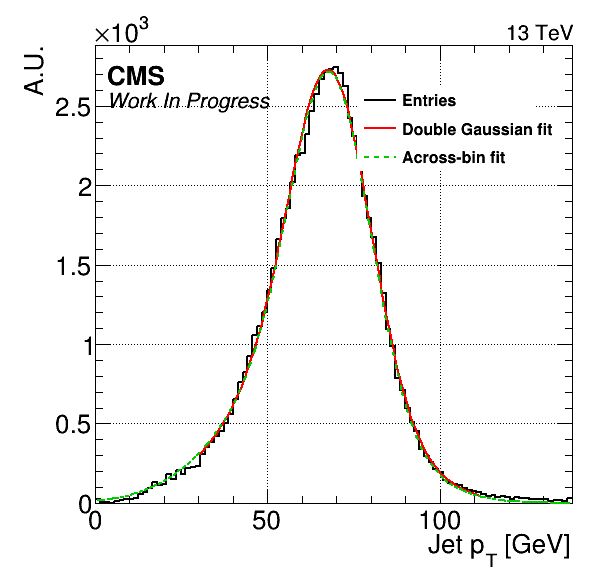 ×10³
13 TeV
A.U.
CMS
Work In Progress
Entries
Double Gaussian fit
Across-bin fit
2.5
2
1.5
1
0.5
0
0 50 100
Jet p_T [GeV]